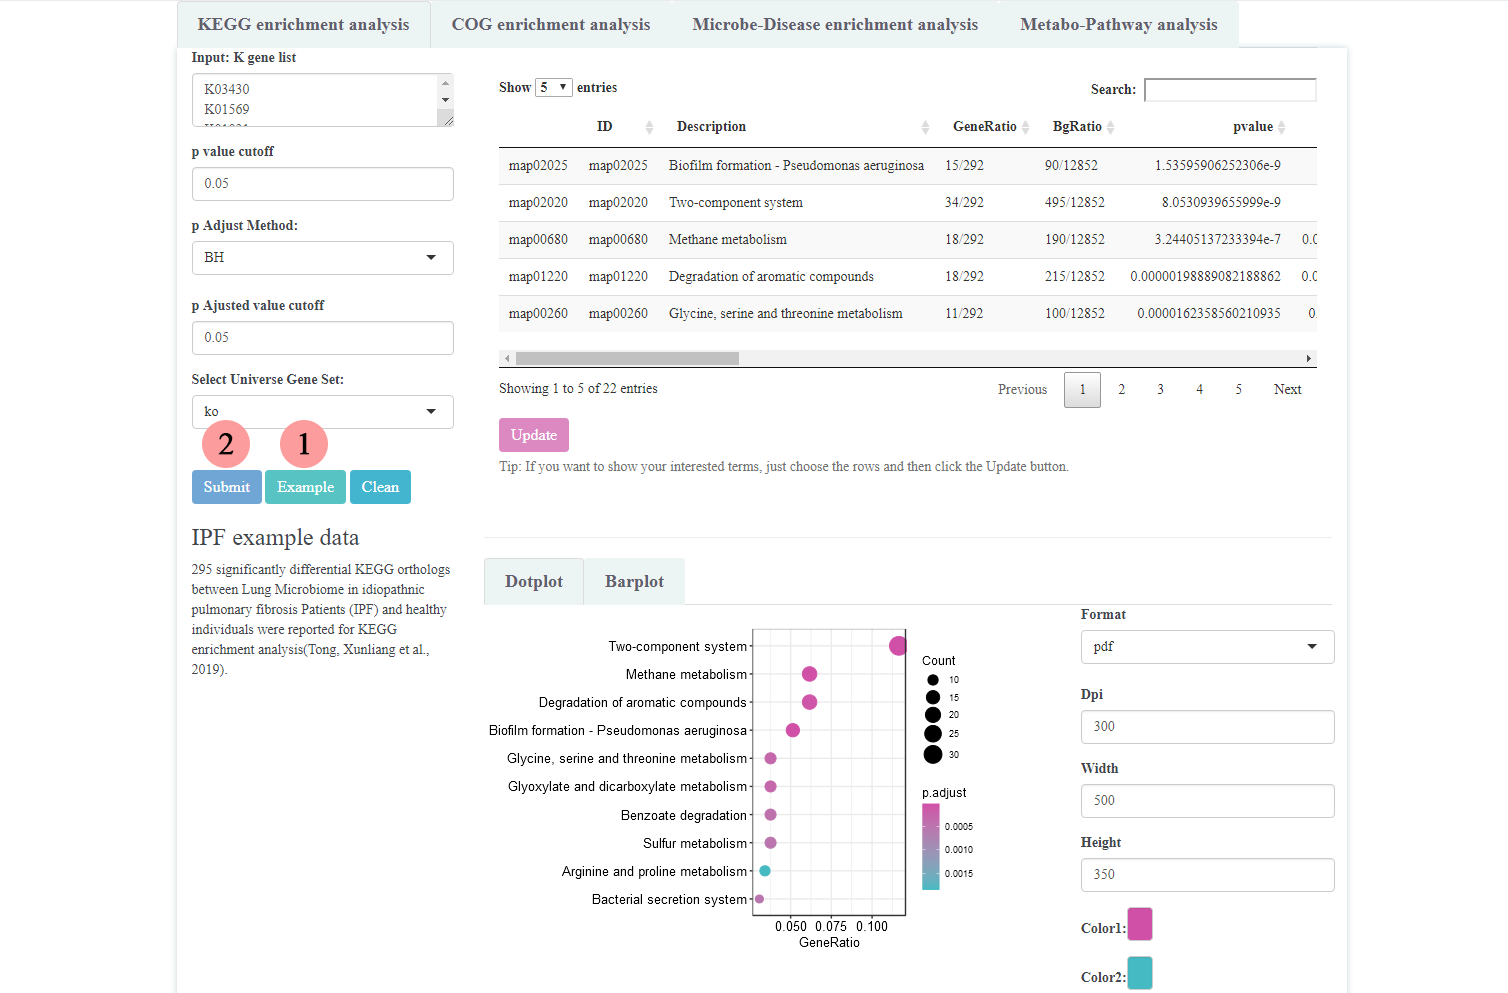 KEGG enrichment analysis COG enrichment analysis Microbe-Disease enrichment analysis Metabo-Pathway analysis
Input: K gene list
K03430
K01569
p value cutoff
0.05
p Adjust Method:
BH
p Ajusted value cutoff
0.05
Select Universe Gene Set:
ko
2 1
Submit Example Clean
IPF example data
295 significantly differential KEGG orthologs
between Lung Microbiome in idiopathnic
pulmonary fibrosis Patients (IPF) and healthy
individuals were reported for KEGG
enrichment analysis(Tong, Xunliang et al.,
2019).
Show 5 entries
Search:
ID Description GeneRatio BgRatio pvalue
map02025 map02025 Biofilm formation - Pseudomonas aeruginosa 15/292 90/12852 1.53595906252306e-9
map02020 map02020 Two-component system 34/292 495/12852 8.0530939655999e-9
map00680 map00680 Methane metabolism 18/292 190/12852 3.24405137233394e-7 0.0
map01220 map01220 Degradation of aromatic compounds 18/292 215/12852 0.00000198889082188862 0.0
map00260 map00260 Glycine, serine and threonine metabolism 11/292 100/12852 0.0000162358560210935 0.
Showing 1 to 5 of 22 entries
Previous 1 2 3 4 5 Next
Update
Tip: If you want to show your interested terms, just choose the rows and then click the Update button.
Dotplot Barplot
Two-component system
Methane metabolism
Degradation of aromatic compounds
Biofilm formation - Pseudomonas aeruginosa
Glycine, serine and threonine metabolism
Glyoxylate and dicarboxylate metabolism
Benzoate degradation
Sulfur metabolism
Arginine and proline metabolism
Bacterial secretion system
0.050 0.075 0.100
GeneRatio
Count
10
15
20
25
30
p.adjust
0.0005
0.0010
0.0015
Format
pdf
Dpi
300
Width
500
Height
350
Color1:
Color2: